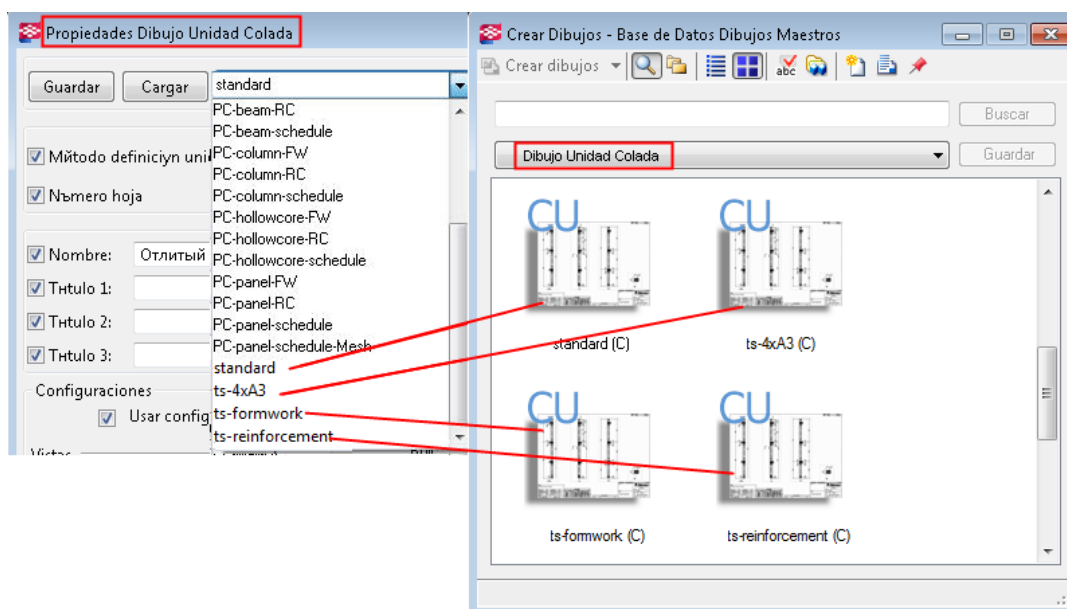 Propiedades Dibujo Unidad Colada
Guardar
Cargar
standard
PC-beam-RC
PC-beam-schedule
PC-column-FW
PC-column-RC
PC-column-schedule
PC-hollowcore-FW
PC-hollowcore-RC
PC-hollowcore-schedule
PC-panel-FW
PC-panel-RC
PC-panel-schedule
PC-panel-schedule-Mesh
standard
ts-4xA3
ts-formwork
ts-reinforcement
Mйtodo definiciуn uni
Nъmero hoja
Nombre:
Отлитый
Tнtulo 1:
Tнtulo 2:
Tнtulo 3:
Configuraciones
Usar config
Vistas
Crear Dibujos - Base de Datos Dibujos Maestros
Crear dibujos
abc
Buscar
Dibujo Unidad Colada
Guardar
CU
CU
standard (C)
ts-4xA3 (C)
CU
CU
ts-formwork (C)
ts-reinforcement (C)